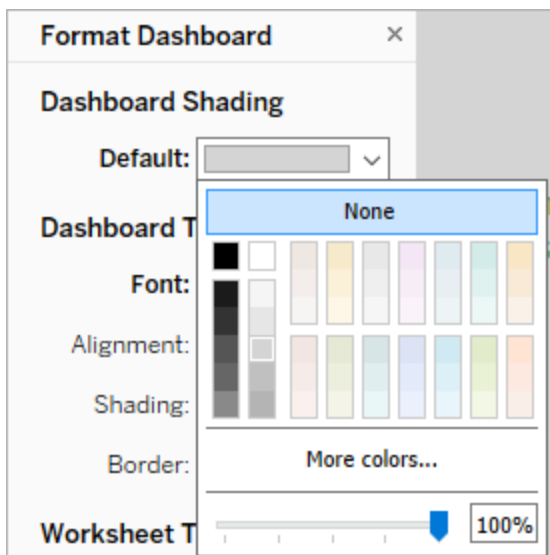 Format Dashboard ×
Dashboard Shading
Default:
None
Dashboard T
Font:
Alignment:
Shading:
More colors...
Border:
100%
Worksheet T